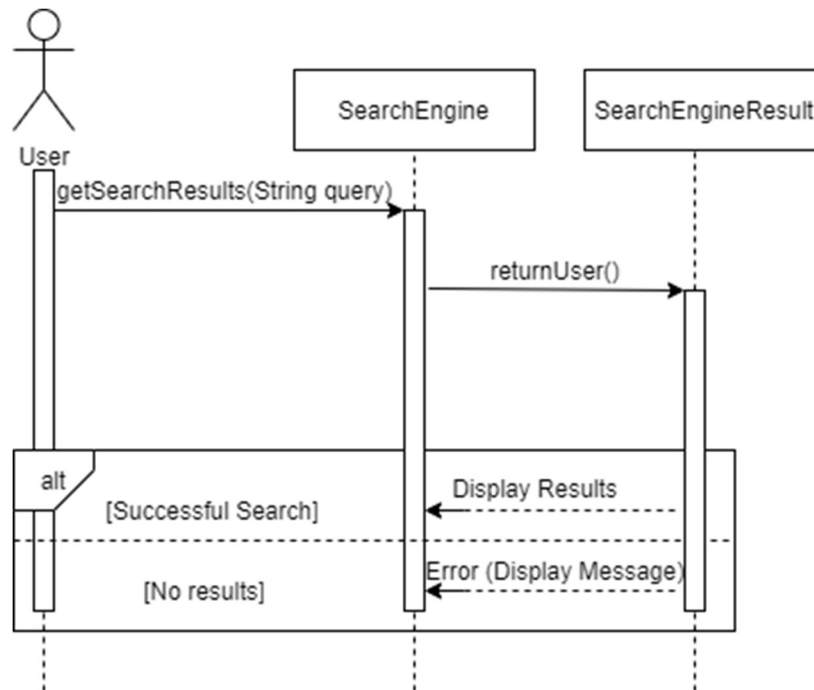 SearchEngine
SearchEngineResult
User
getSearchResults(String query)
returnUser()
alt
Display Results
[Successful Search]
Error (Display Message)
[No results]